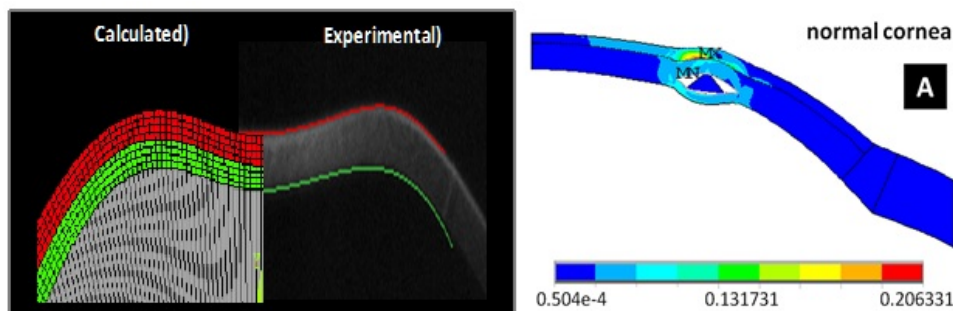 Calculated)
Experimental)
normal cornea
A
MX
MN
0.504e-4
0.131731
0.206331